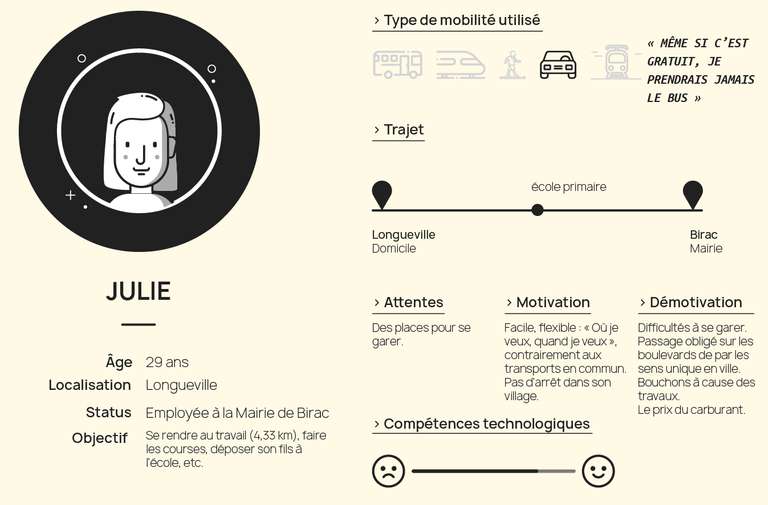 JULIE
Âge 29 ans
Localisation Longueville
Status Employée à la Mairie de Birac
Objectif Se rendre au travail (4,33 km), faire
les courses, déposer son fils à
l'école, etc.
> Type de mobilité utilisé
« MÊME SI C’EST
GRATUIT, JE
PRENDRAIS JAMAIS
LE BUS »
> Trajet
école primaire
Longueville
Domicile
Birac
Mairie
> Attentes
Des places pour se
garer.
> Motivation
Facile, flexible : « Où je
veux, quand je veux »,
contrairement aux
transports en commun.
Pas d'arrêt dans son
village.
> Démotivation
Difficultés à se garer.
Passage obligé sur les
boulevards de par les
sens unique en ville.
Bouchons à cause des
travaux.
Le prix du carburant.
> Compétences technologiques